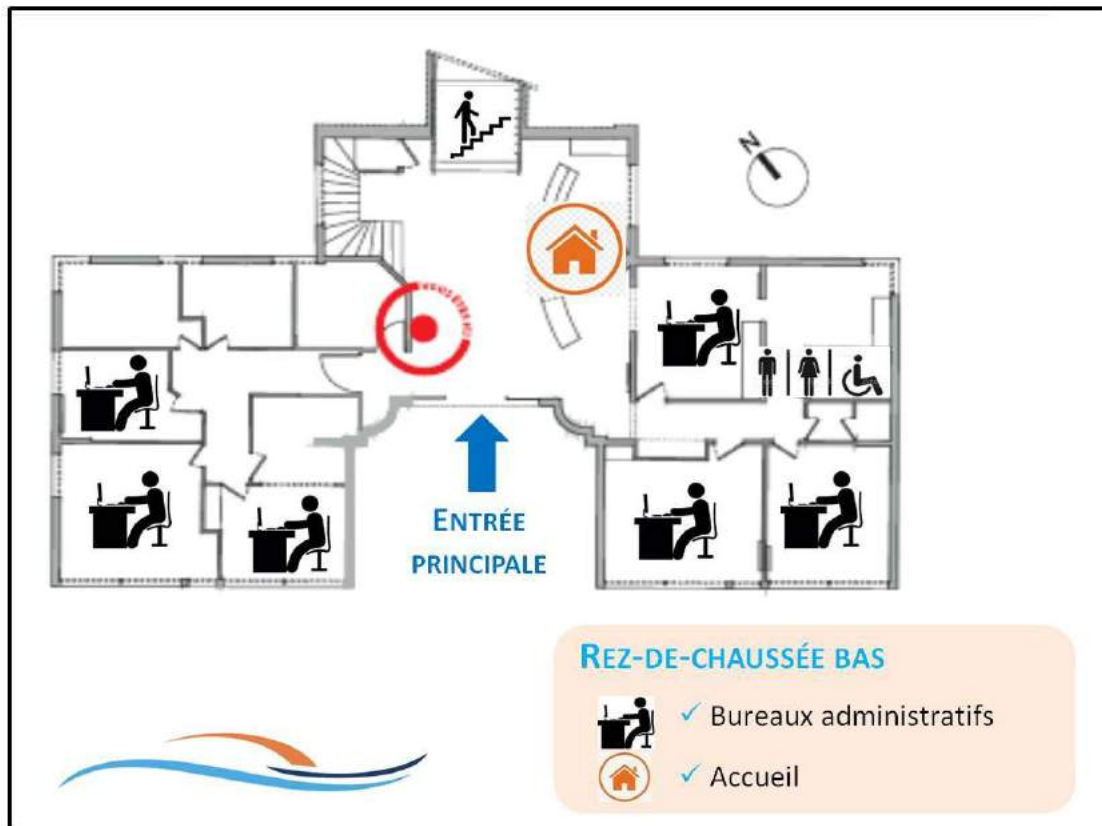 N
ENTRÉE
PRINCIPALE
REZ-DE-CHAUSSÉE BAS
✓ Bureaux administratifs
✓ Accueil